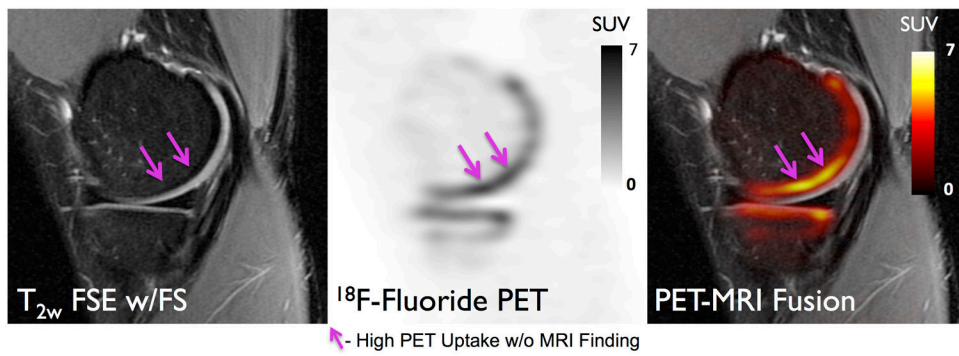 SUV
7
0
SUV
7
0
T2w FSE w/FS
18F-Fluoride PET
PET-MRI Fusion
- High PET Uptake w/o MRI Finding